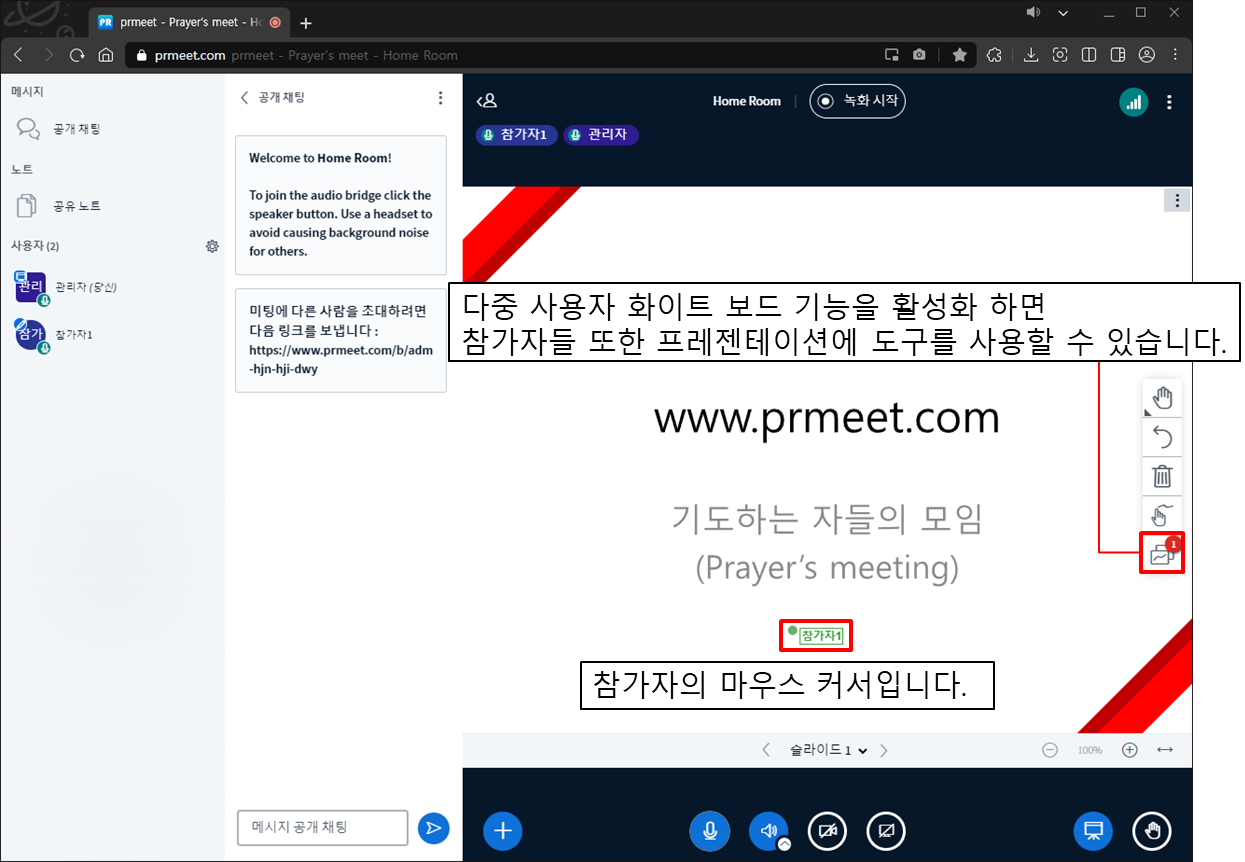 PR prmeet - Prayer's meet - Ho
prmeet.com prmeet - Prayer's meet - Home Room
메시지
공개 채팅
노트
공유 노트
사용자 (2)
관리
관리자 (당신)
참가
참가자1
공개 채팅
Welcome to Home Room!
To join the audio bridge click the
speaker button. Use a headset to
avoid causing background noise
for others.
미팅에 다른 사람을 초대하려면
다음 링크를 보냅니다 :
https://www.prmeet.com/b/adm
-hjn-hji-dwy
메시지 공개 채팅
Home Room
녹화 시작
참가자1
관리자
다중 사용자 화이트 보드 기능을 활성화 하면
참가자들 또한 프레젠테이션에 도구를 사용할 수 있습니다.
www.prmeet.com
기도하는 자들의 모임
(Prayer's meeting)
1
참가자1
참가자의 마우스 커서입니다.
슬라이드 1
100%